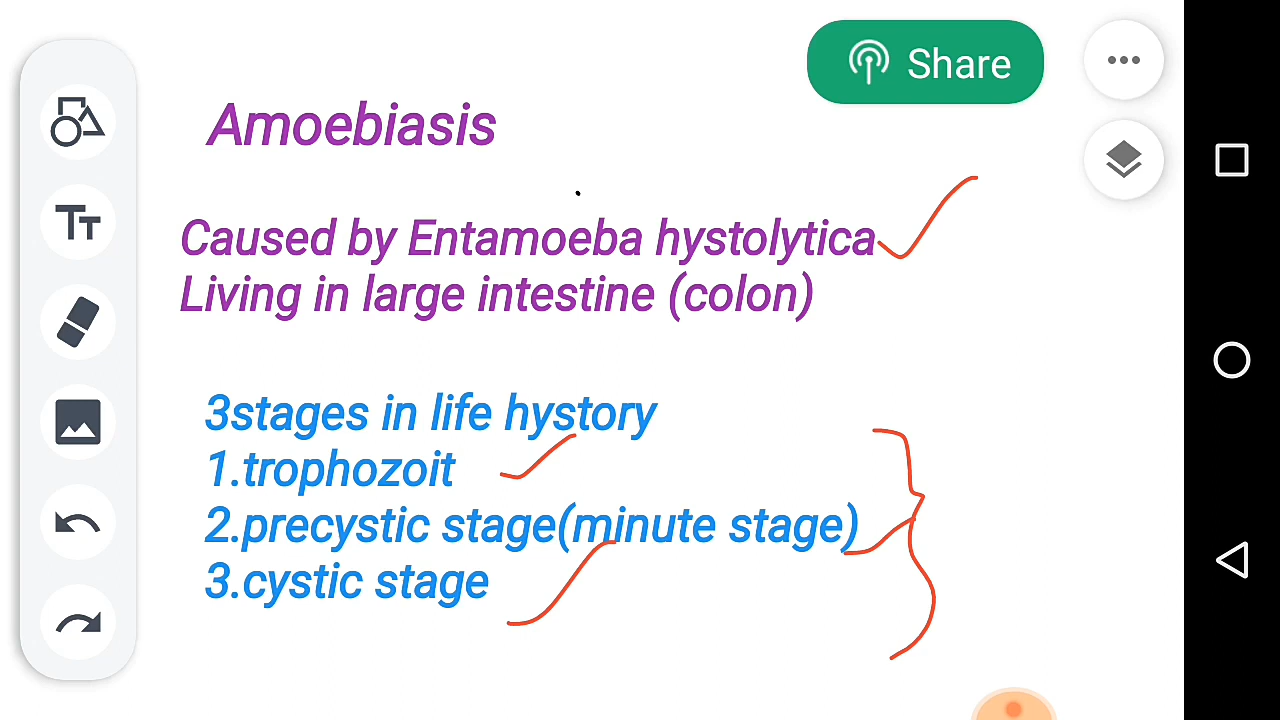 Share
Amoebiasis
TT
Caused by Entamoeba hystolytica
Living in large intestine (colon)
3stages in life hystory
1.trophozoit
2.precystic stage(minute stage)
3.cystic stage